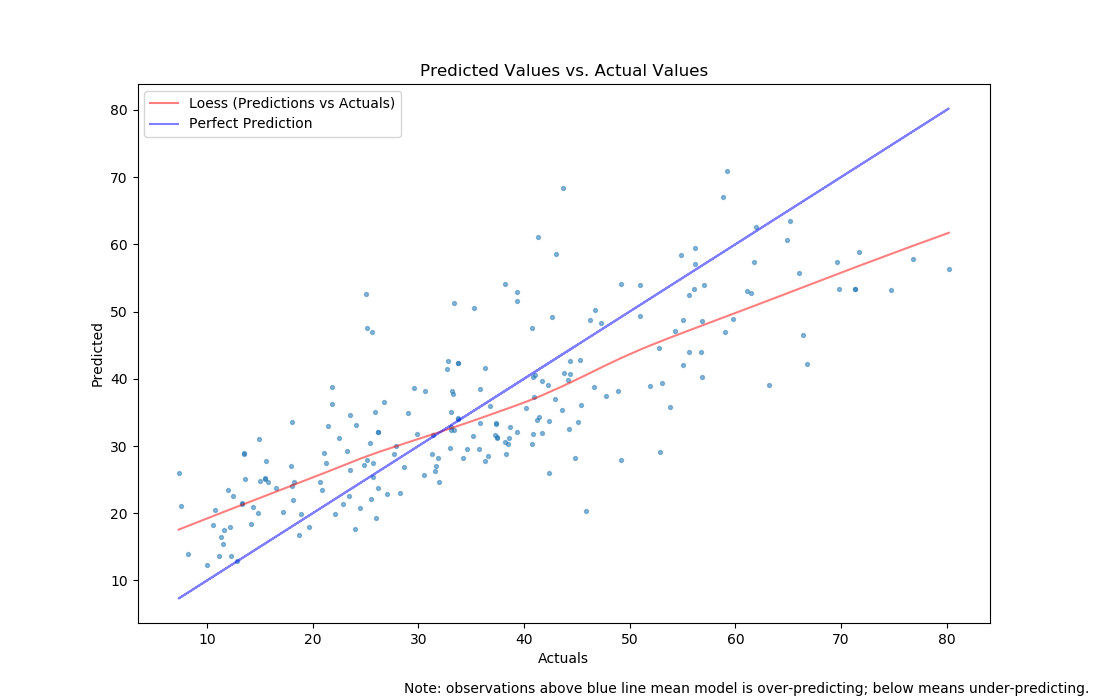 Predicted Values vs. Actual Values
Loess (Predictions vs Actuals)
Perfect Prediction
80
70
60
50
40
30
20
10
Predicted
10 20 30 40 50 60 70 80
Actuals
Note: observations above blue line mean model is over-predicting; below means under-predicting.